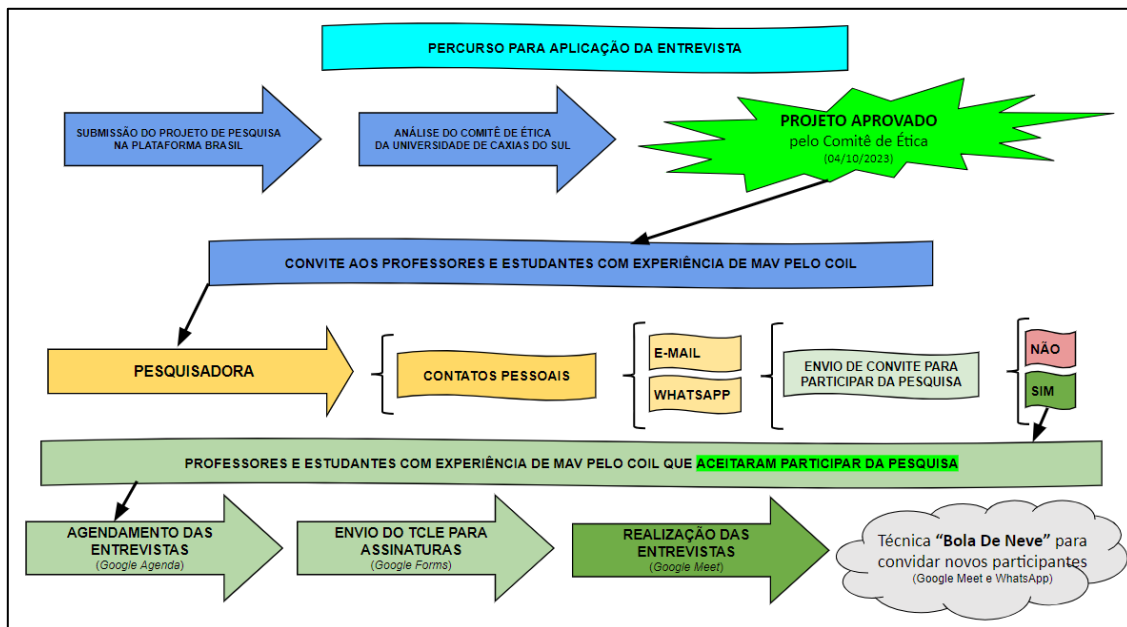 PERCURSO PARA APLICAÇÃO DA ENTREVISTA
SUBMISSÃO DO PROJETO DE PESQUISA
NA PLATAFORMA BRASIL
ANÁLISE DO COMITÊ DE ÉTICA
DA UNIVERSIDADE DE CAXIAS DO SUL
PROJETO APROVADO
pelo Comitê de Ética
(04/10/2023)
CONVITE AOS PROFESSORES E ESTUDANTES COM EXPERIÊNCIA DE MAV PELO COIL
PESQUISADORA
CONTATOS PESSOAIS
E-MAIL
WHATSAPP
ENVIO DE CONVITE PARA
PARTICIPAR DA PESQUISA
NÃO
SIM
PROFESSORES E ESTUDANTES COM EXPERIÊNCIA DE MAV PELO COIL QUE ACEITARAM PARTICIPAR DA PESQUISA
AGENDAMENTO DAS
ENTREVISTAS
(Google Agenda)
ENVIO DO TCLE PARA
ASSINATURAS
(Google Forms)
REALIZAÇÃO DAS
ENTREVISTAS
(Google Meet)
Técnica “Bola De Neve” para
convidar novos participantes
(Google Meet e WhatsApp)